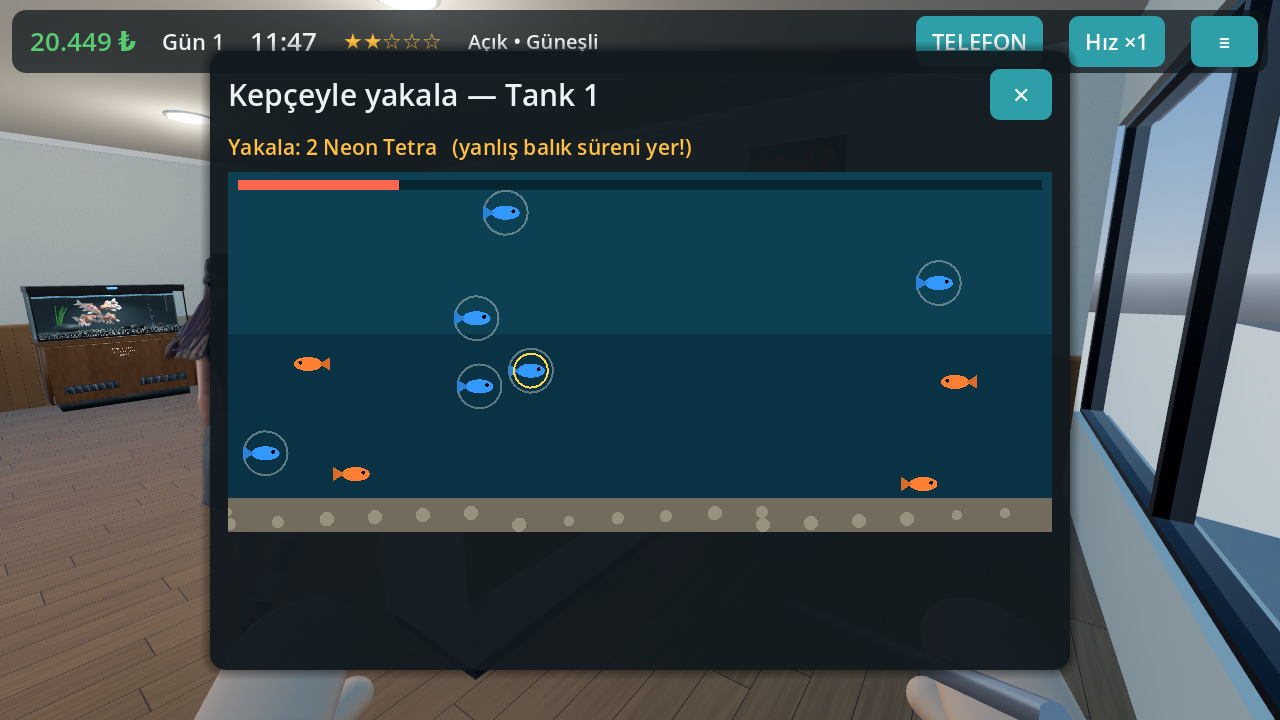 20.449 ₺ Gün 1 11:47 ★★☆☆☆ Açık • Güneşli TELEFON Hız ×1 ≡
Kepçeyle yakala — Tank 1 ×
Yakala: 2 Neon Tetra (yanlış balık süreni yer!)